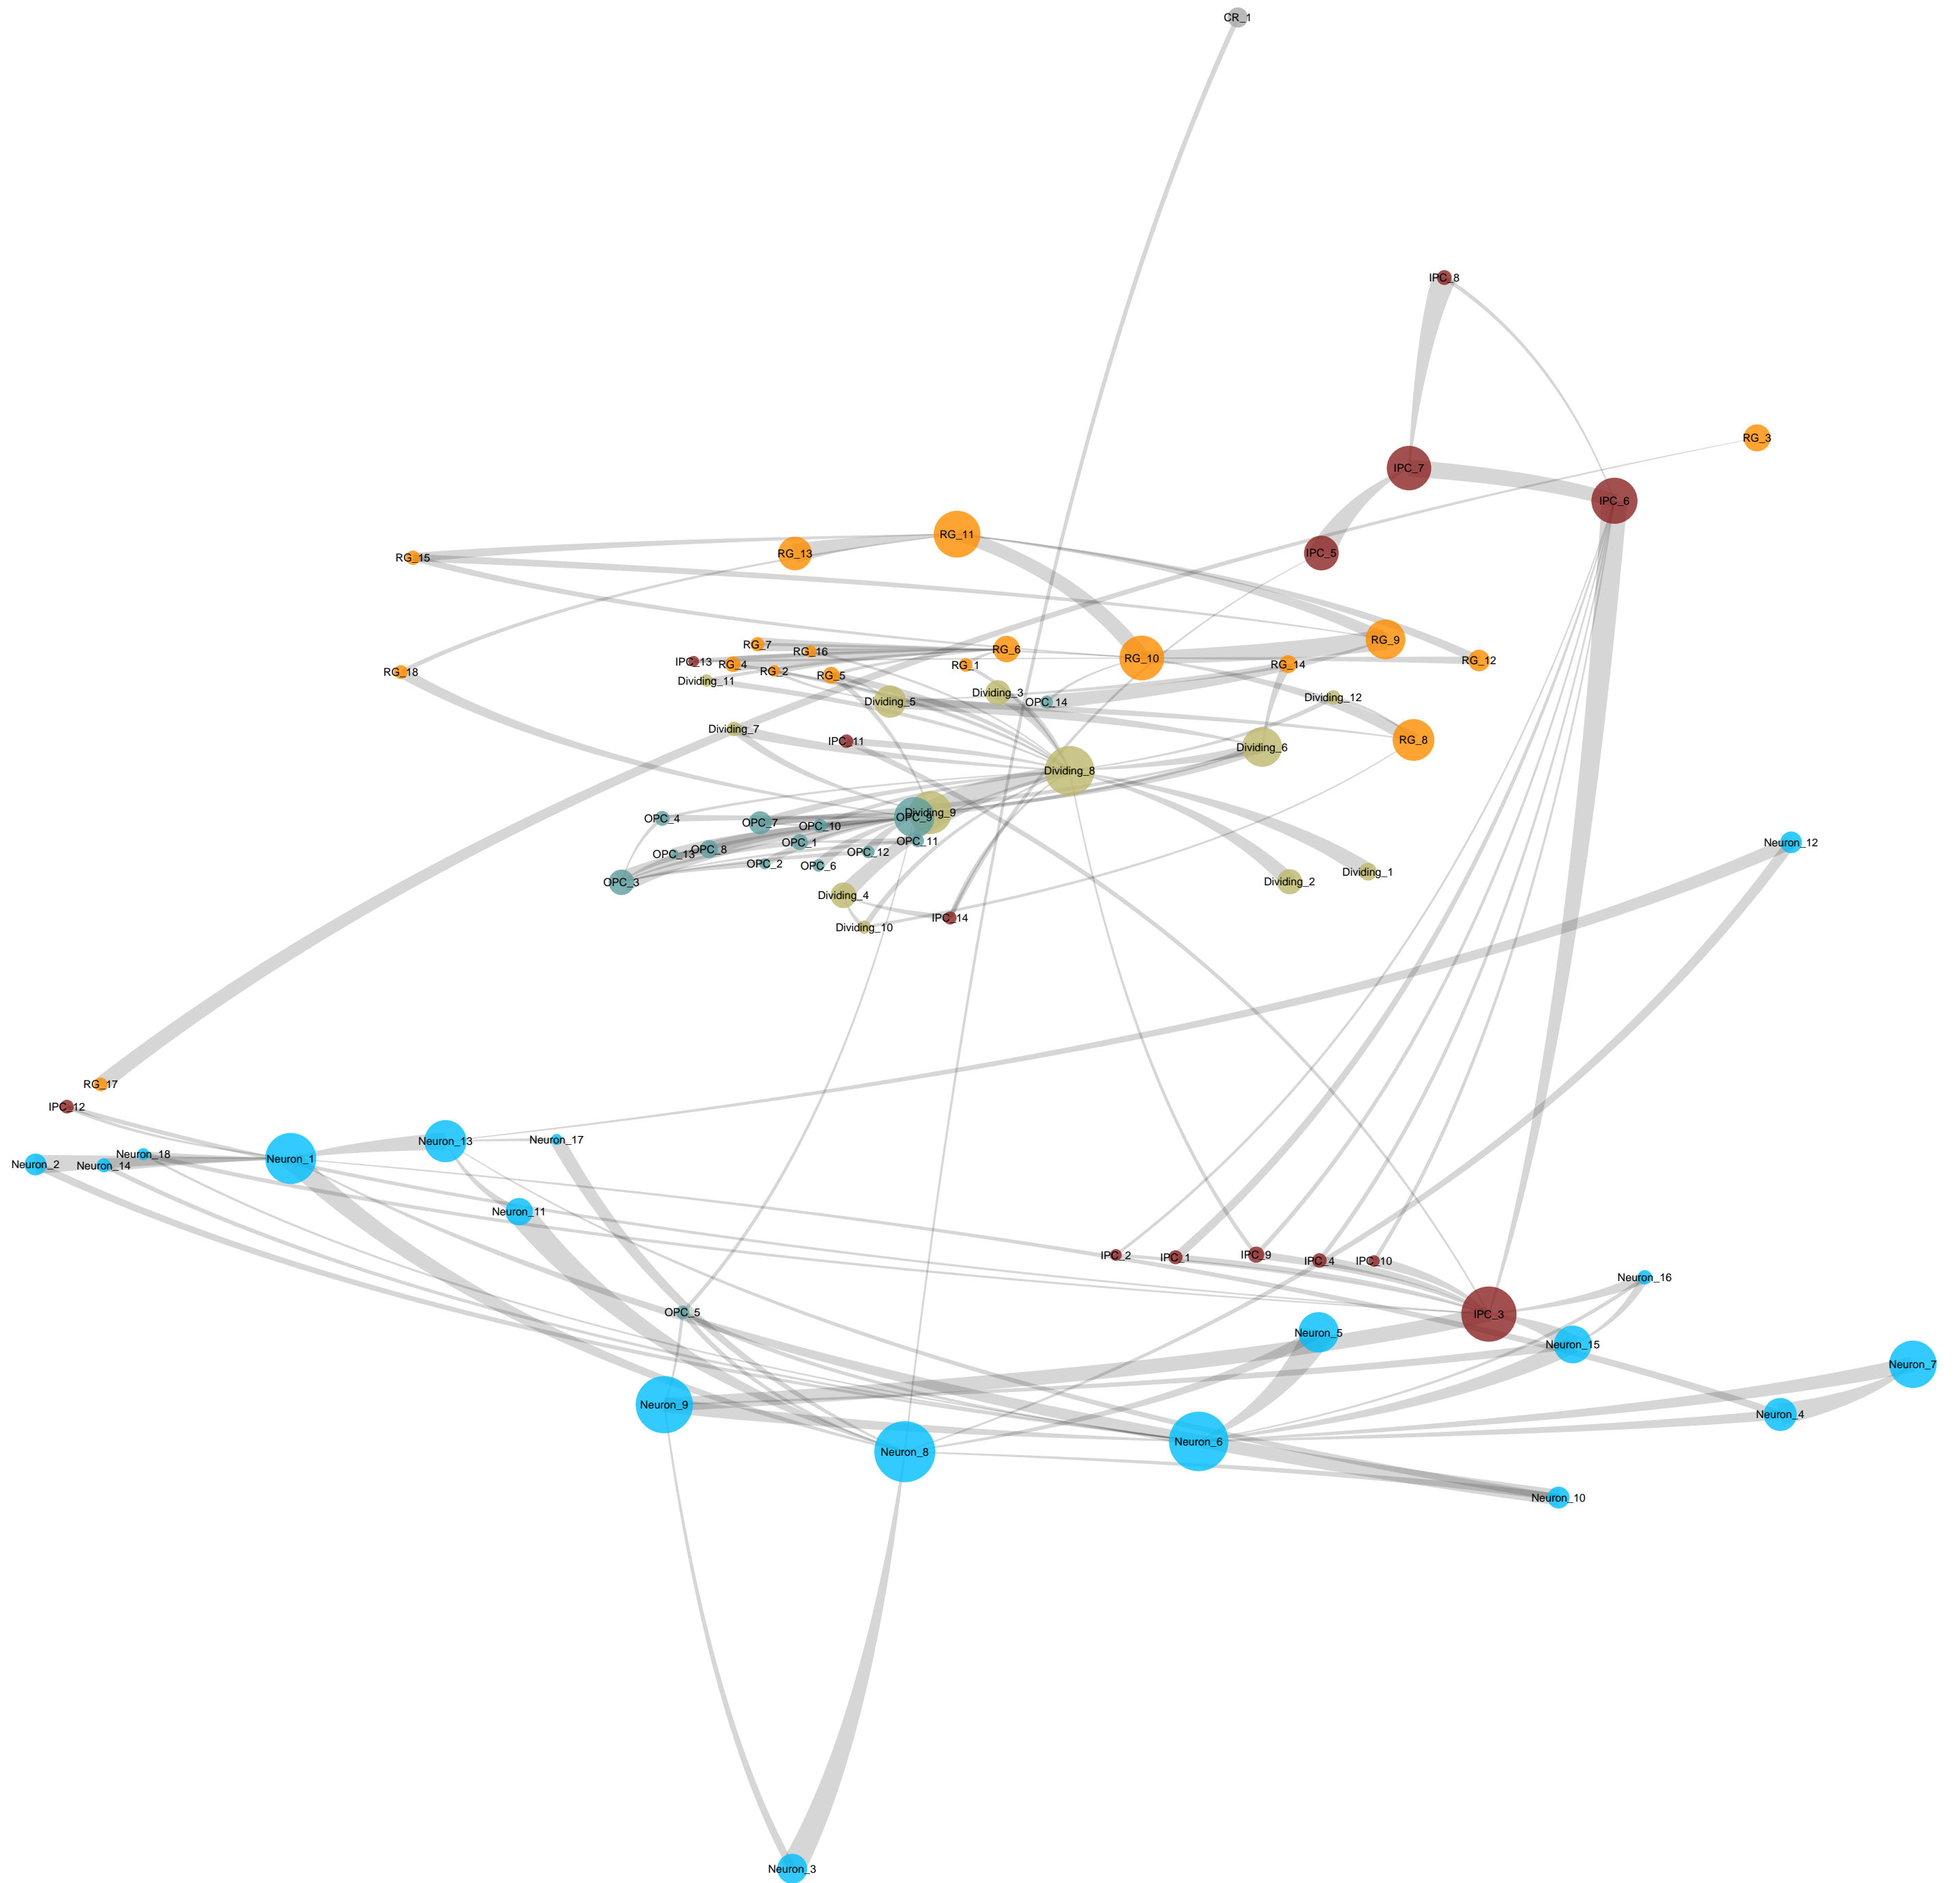 CR_1
IPC_8
RG_3
IPC_7
IPC_6
RG_11
RG_13
IPC_5
RG_15
RG_9
RG_7
RG_6
RG_16
RG_10
RG_12
IPC_13
RG_4
RG_1
RG_14
RG_18
RG_2
RG_5
Dividing_11
Dividing_3
Dividing_12
Dividing_5
OPC_14
Dividing_7
IPC_11
RG_8
Dividing_6
Dividing_8
Dividing_9
OPC_9
OPC_4
OPC_7
OPC_10
OPC_11
OPC_1
Neuron_12
OPC_8
OPC_13
OPC_12
OPC_2
OPC_6
Dividing_1
OPC_3
Dividing_2
Dividing_4
IPC_14
Dividing_10
RG_17
IPC_12
Neuron_13
Neuron_17
Neuron_18
Neuron_1
Neuron_2
Neuron_14
Neuron_11
IPC_2
IPC_1
IPC_9
IPC_4
IPC_10
Neuron_16
OPC_5
IPC_3
Neuron_5
Neuron_15
Neuron_7
Neuron_9
Neuron_4
Neuron_6
Neuron_8
Neuron_10
Neuron_3